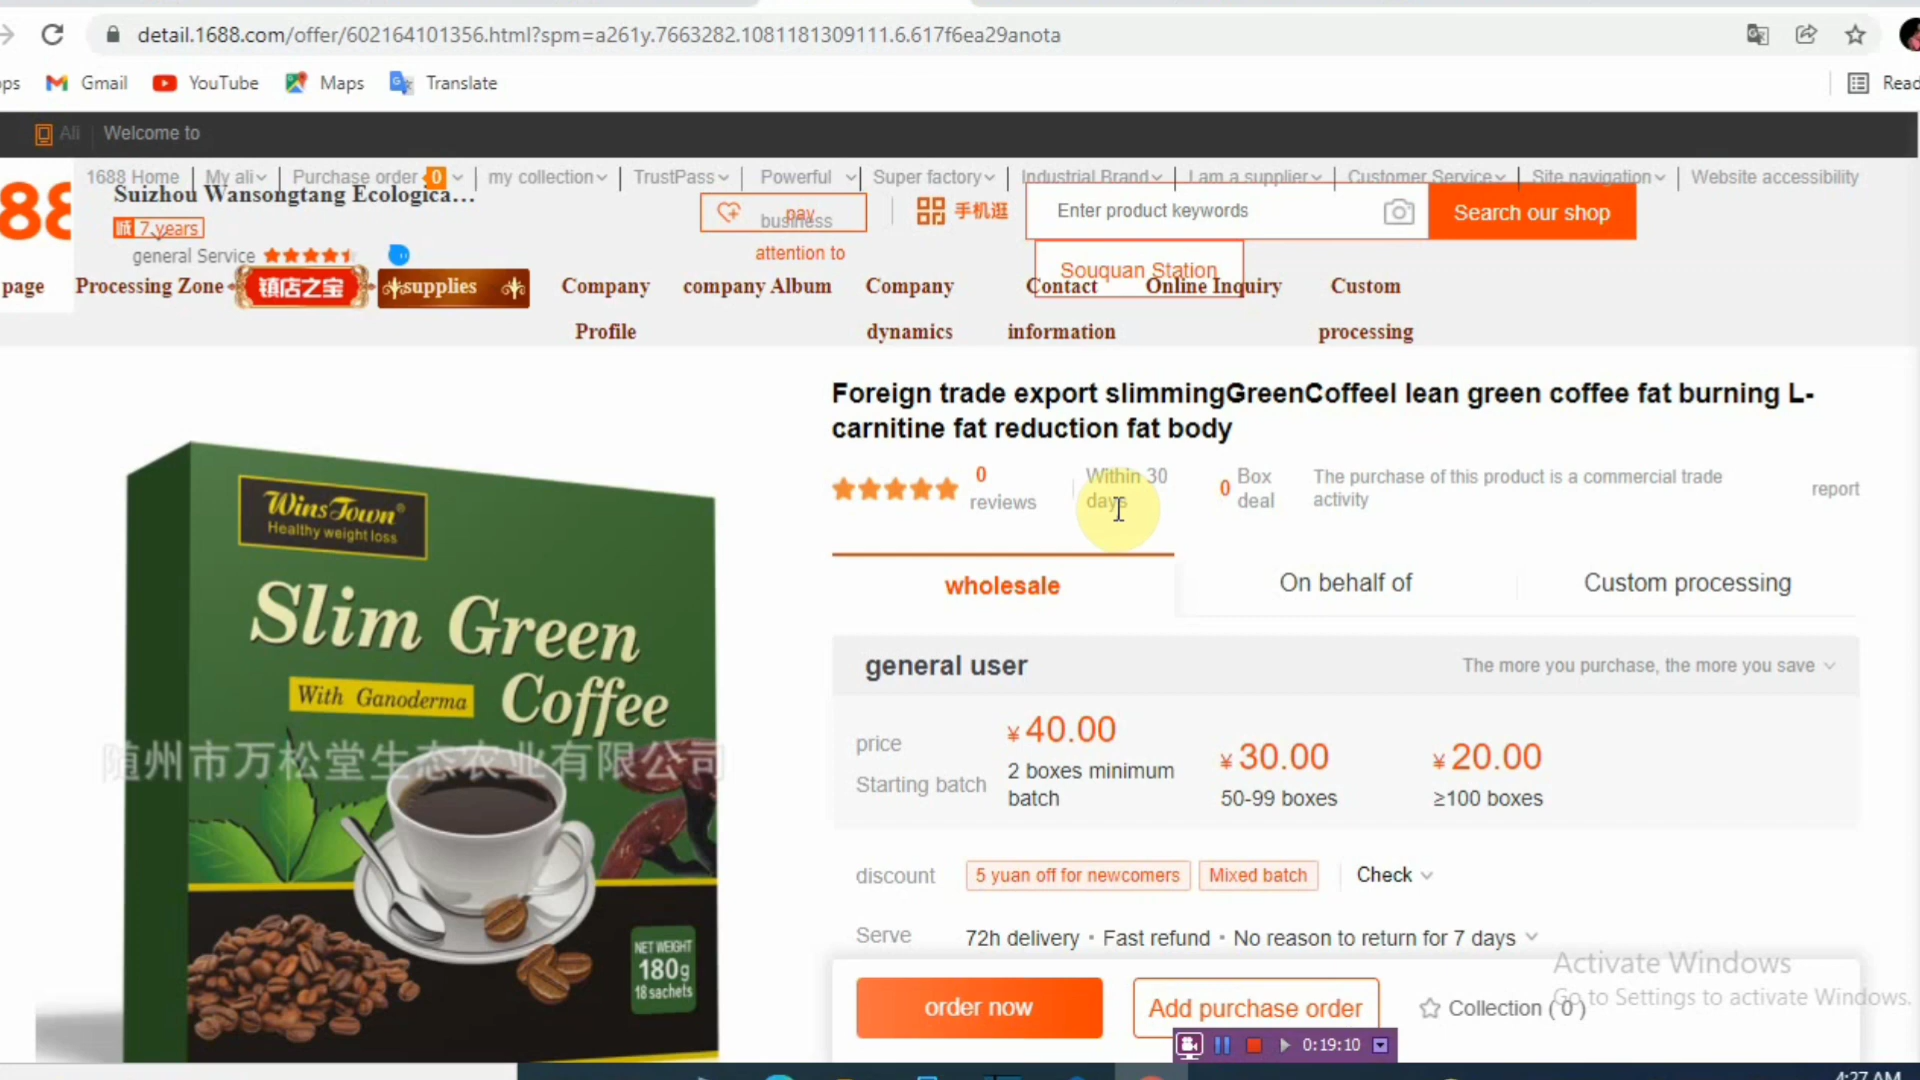 detail.1688.com/offer/602164101356.html?spm=a261y.7663282.1081181309111.6.617f6ea29anota
Gmail YouTube Maps Translate
Ali Welcome to
1688 Home My ali Purchase order 0 my collection TrustPass Powerful Super factory Industrial Brand I am a supplier Customer Service Site navigation Website accessibility
business
Suizhou Wansongtang Ecologica...
7 years
general Service
pay
attention to
手机逛
Enter product keywords
Search our shop
Souquan Station
page Processing Zone 镇店之宝 supplies Company Profile company Album Company dynamics Contact information Online Inquiry Custom processing
Foreign trade export slimmingGreenCoffeel lean green coffee fat burning L-
carnitine fat reduction fat body
0 reviews
Within 30 days
0 Box deal
The purchase of this product is a commercial trade
activity
report
wholesale On behalf of Custom processing
general user The more you purchase, the more you save
price ¥40.00 ¥30.00 ¥20.00
Starting batch 2 boxes minimum batch 50-99 boxes ≥100 boxes
discount 5 yuan off for newcomers Mixed batch Check
Serve 72h delivery · Fast refund · No reason to return for 7 days
order now Add purchase order Collection ( 0 )
Activate Windows
Go to Settings to activate Windows.
0:19:10
4:27 AM
Wins Town®
Healthy weight loss
Slim Green
With Ganoderma
Coffee
随州市万松堂生态农业有限公司
NET WEIGHT
180g
18 sachets